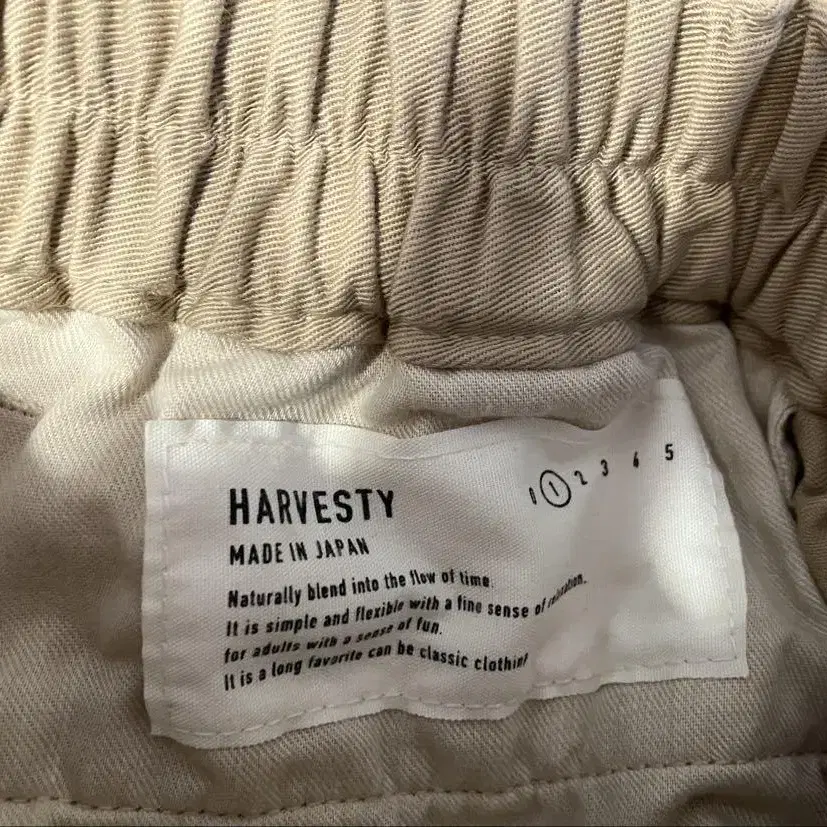 0 1 2 3 4 5
HARVESTY
MADE IN JAPAN
Naturally blend into the flow of time.
It is simple and flexible with a fine sense of relaxation.
for adults with a sense of fun.
It is a long favorite can be classic clothin